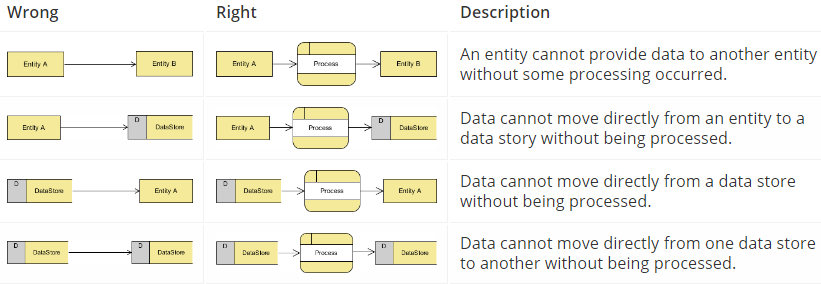 Wrong Right Description
Entity A Entity B Entity A Process Entity B
An entity cannot provide data to another entity
without some processing occurred.
Entity A D DataStore Entity A Process D DataStore
Data cannot move directly from an entity to a
data story without being processed.
D DataStore Entity A D DataStore Process Entity A
Data cannot move directly from a data store
without being processed.
D DataStore D DataStore D DataStore Process D DataStore
Data cannot move directly from one data store
to another without being processed.